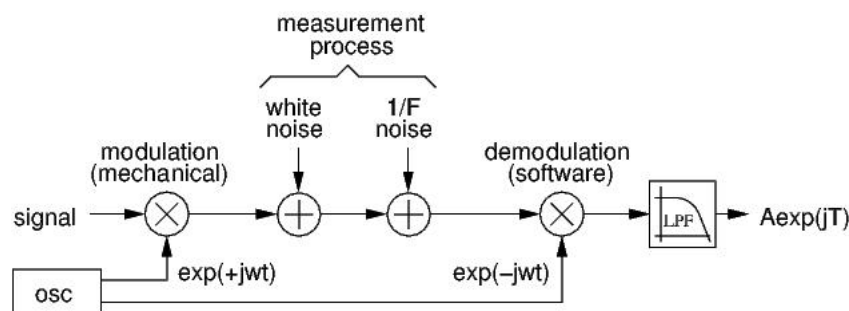 measurement
process
white
noise
1/F
noise
modulation
(mechanical)
demodulation
(software)
signal
LPF
Aexp(jT)
exp(+jwt)
exp(−jwt)
osc